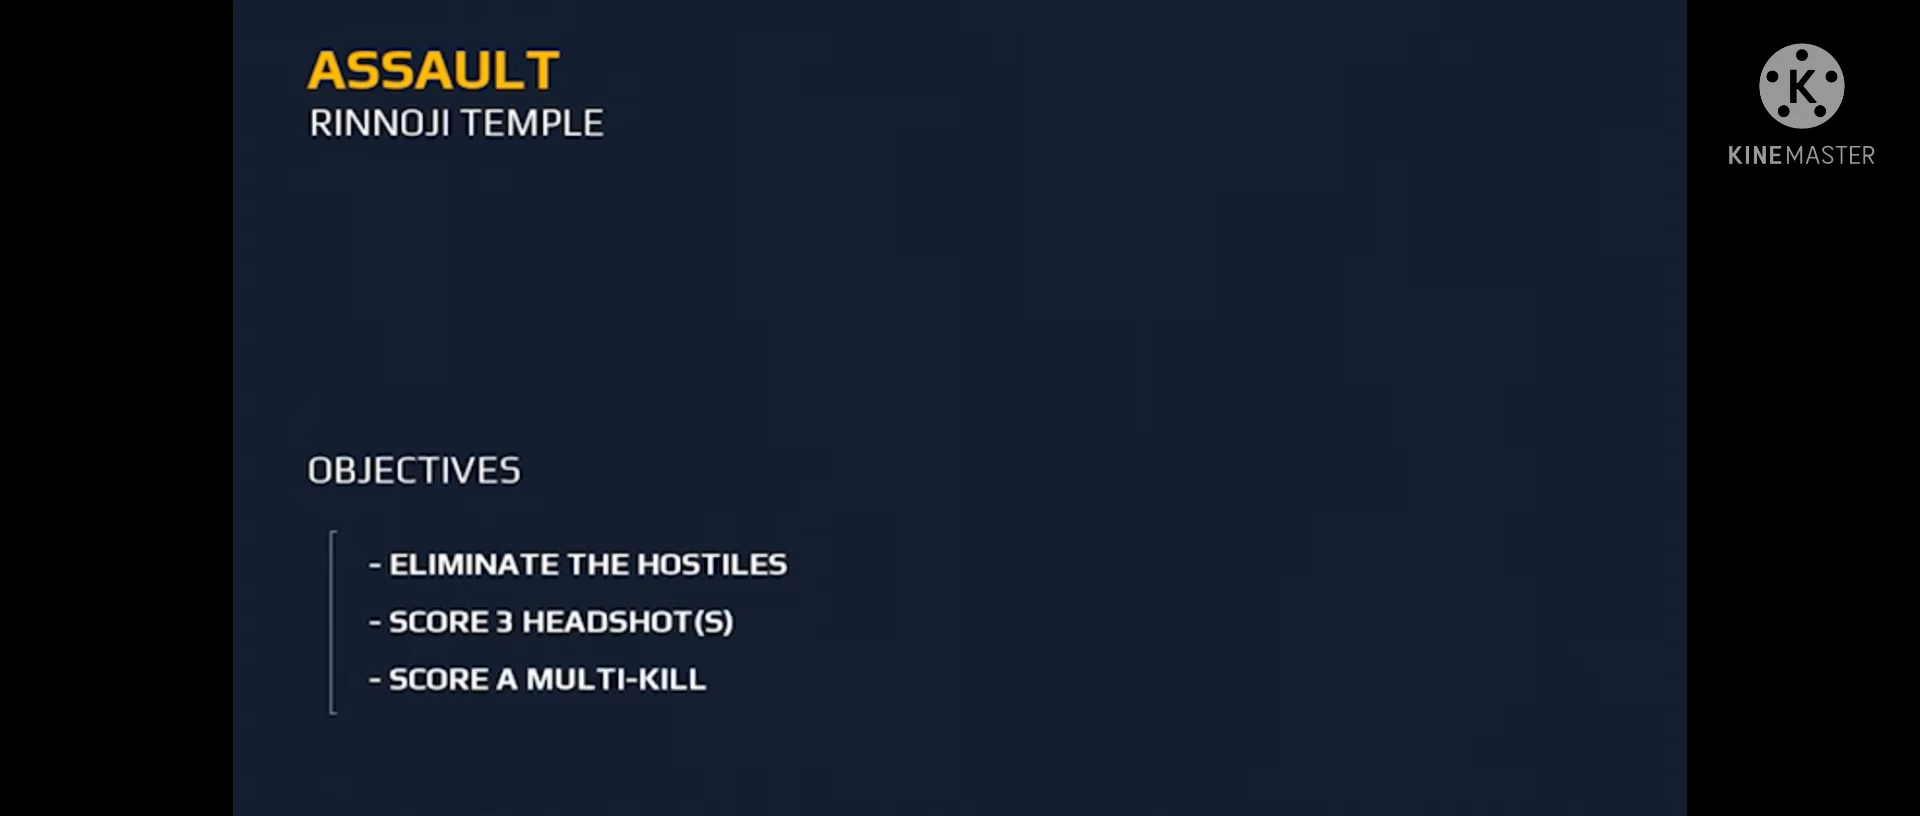 ASSAULT
RINNOJI TEMPLE
OBJECTIVES
- ELIMINATE THE HOSTILES
- SCORE 3 HEADSHOT(S)
- SCORE A MULTI-KILL
K
KINEMASTER